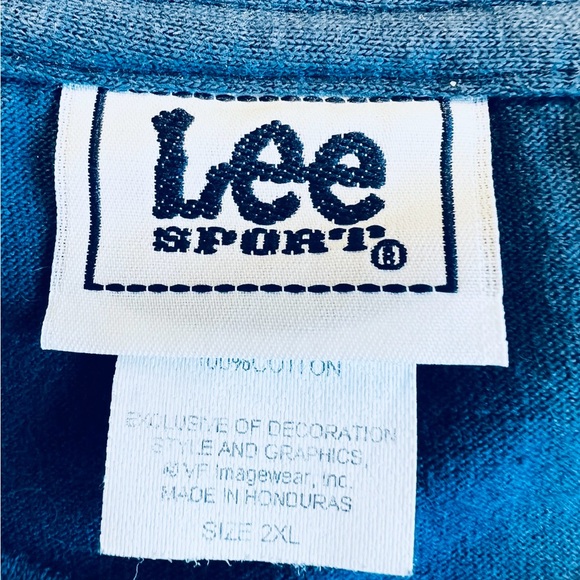 Lee
SPORT®
100% COTTON
EXCLUSIVE OF DECORATION
STYLE AND GRAPHICS,
© VF Imagewear, Inc.
MADE IN HONDURAS
SIZE 2XL